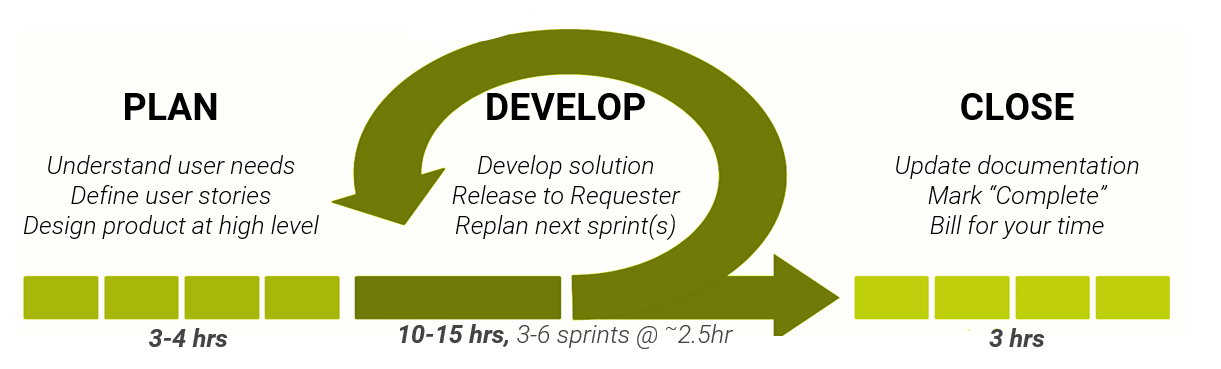 PLAN
Understand user needs
Define user stories
Design product at high level
3-4 hrs
DEVELOP
Develop solution
Release to Requester
Replan next sprint(s)
10-15 hrs, 3-6 sprints @ ~2.5hr
CLOSE
Update documentation
Mark “Complete”
Bill for your time
3 hrs